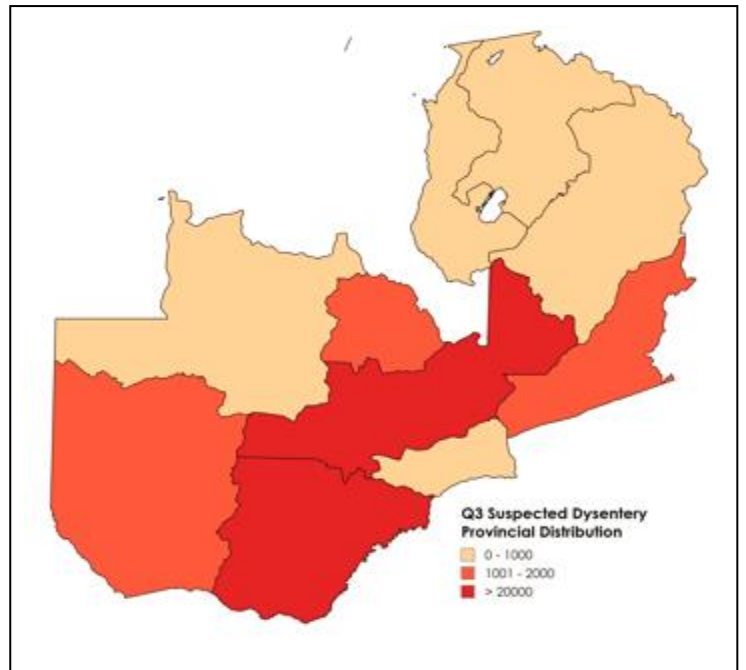 Q3 Suspected Dysentery
Provincial Distribution
0 - 1000
1001 - 2000
> 20000